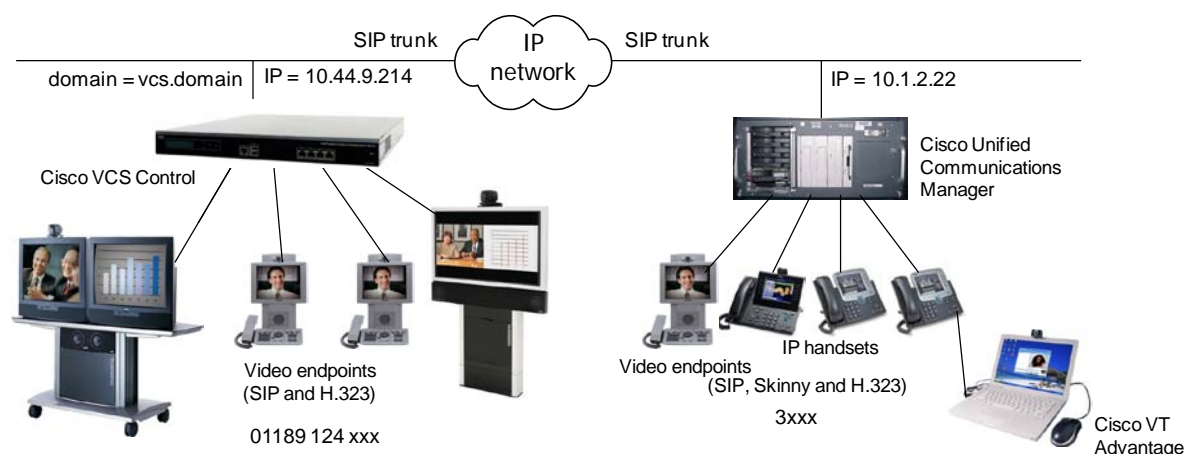 SIP trunk
IP
network
SIP trunk
domain = vcs.domain
IP = 10.44.9.214
IP = 10.1.2.22
Cisco VCS Control
Cisco Unified
Communications
Manager
Video endpoints
(SIP and H.323)
01189 124 xxx
Video endpoints
IP handsets
(SIP, Skinny and H.323)
3xxx
Cisco VT
Advantage